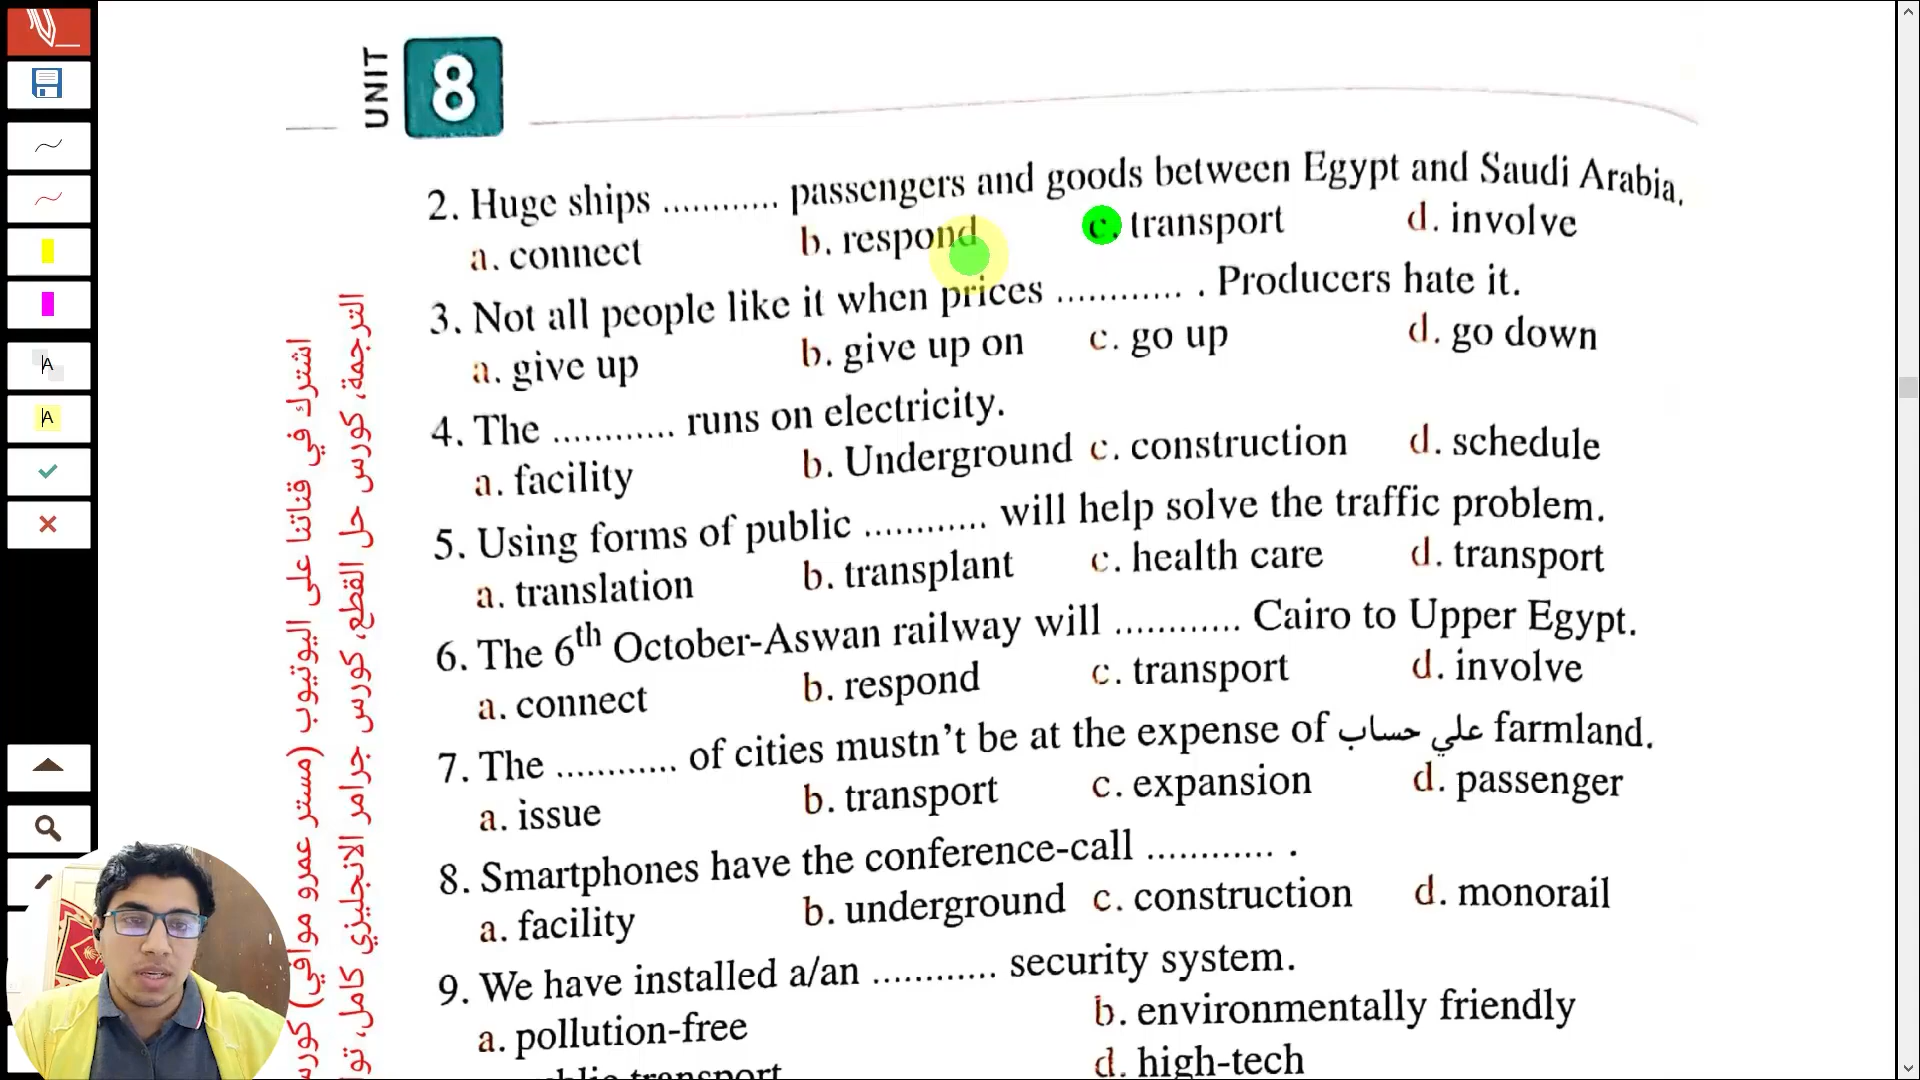 UNIT 8
2. Huge ships ............ passengers and goods between Egypt and Saudi Arabia.
a. connect b. respond c. transport d. involve
3. Not all people like it when prices ............ . Producers hate it.
a. give up b. give up on c. go up d. go down
4. The ............ runs on electricity.
a. facility b. Underground c. construction d. schedule
5. Using forms of public ............ will help solve the traffic problem.
a. translation b. transplant c. health care d. transport
6. The 6th October-Aswan railway will ............ Cairo to Upper Egypt.
a. connect b. respond c. transport d. involve
7. The ............ of cities mustn't be at the expense of علي حساب farmland.
a. issue b. transport c. expansion d. passenger
8. Smartphones have the conference-call ............ .
a. facility b. underground c. construction d. monorail
9. We have installed a/an ............ security system.
a. pollution-free b. environmentally friendly
transport d. high-tech
اشترك في قناتنا على اليوتيوب (مستر عمرو موافي)
الترجمة، كورس حل القطع، كورس جرامر الانجليزي كامل،
A
A